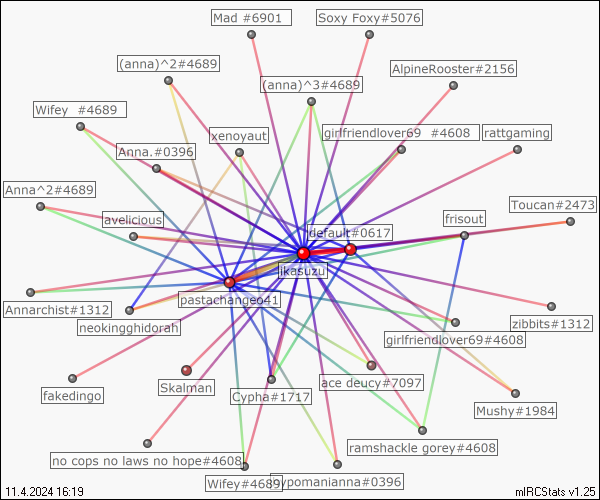 Mad #6901
Soxy Foxy#5076
(anna)^2#4689
AlpineRooster#2156
(anna)^3#4689
Wifey  #4689
girlfriendlover69  #4608
rattgaming
xenoyaut
Anna.#0396
Anna^2#4689
Toucan#2473
avelicious
frisout
default#0617
likasuzu
pastachangeo41
Annarchist#1312
neokingghidorah
zibbits#1312
girlfriendlover69#4608
fakedingo
Skalman
Cypha#1717
ace deucy#7097
Mushy#1984
ramshackle gorey#4608
no cops no laws no hope#4608
Wifey#4689
hypomanianna#0396
11.4.2024 16:19
mIRCStats v1.25